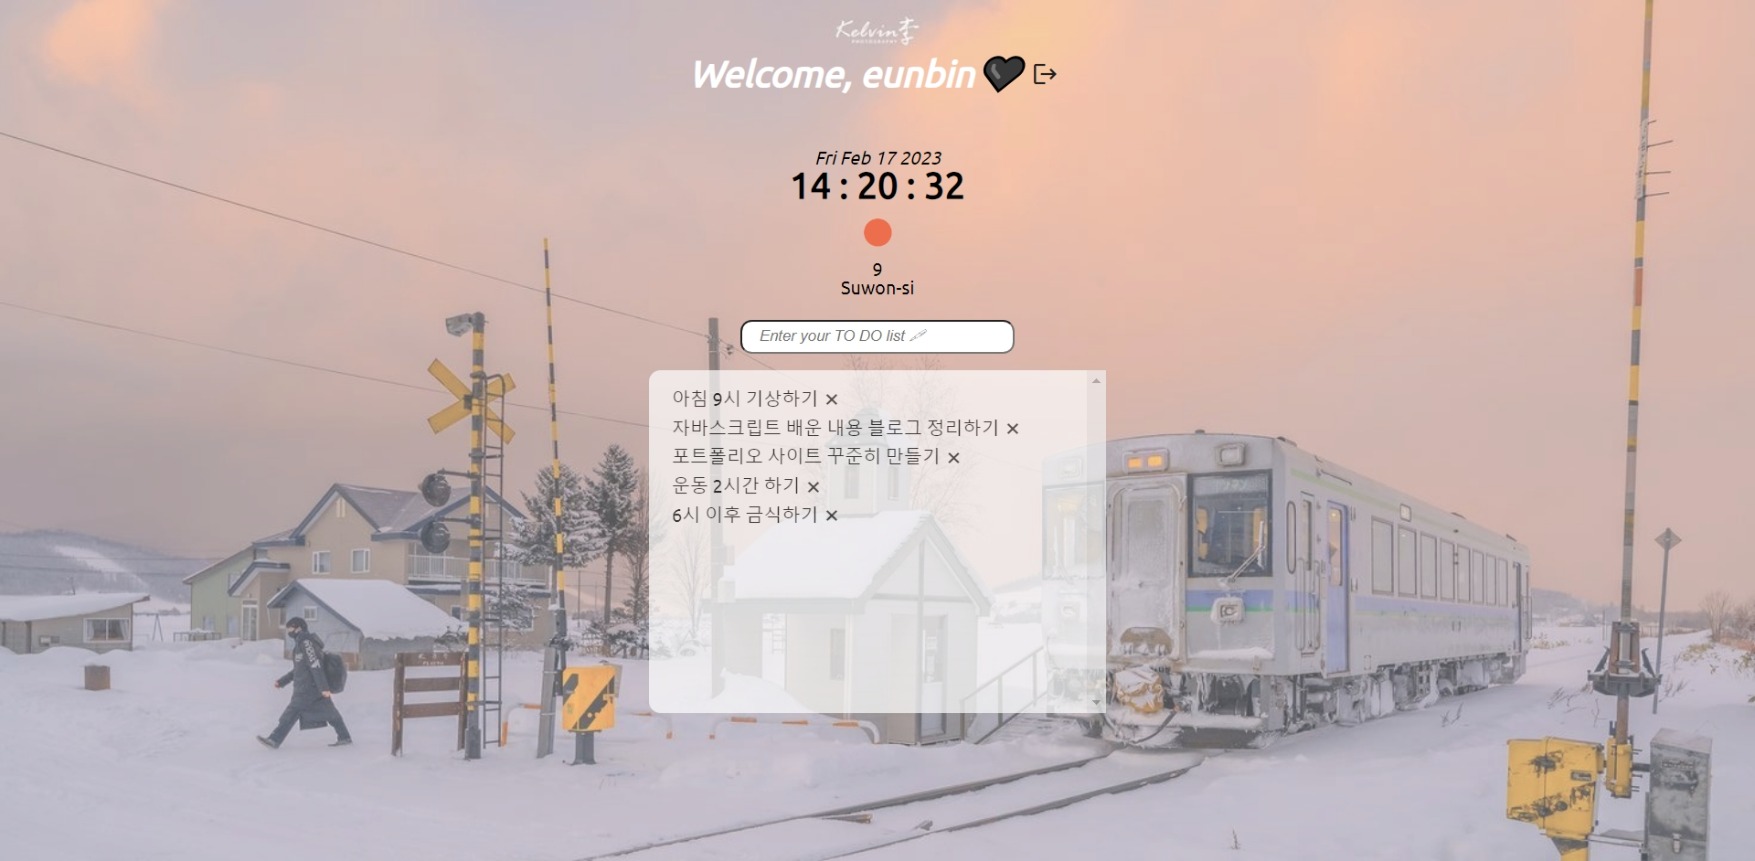 Kelvin李
PHOTOGRAPHY
Welcome, eunbin
Fri Feb 17 2023
14 : 20 : 32
9
Suwon-si
Enter your TO DO list
아침 9시 기상하기 ×
자바스크립트 배운 내용 블로그 정리하기 ×
포트폴리오 사이트 꾸준히 만들기 ×
운동 2시간 하기 ×
6시 이후 금식하기 ×